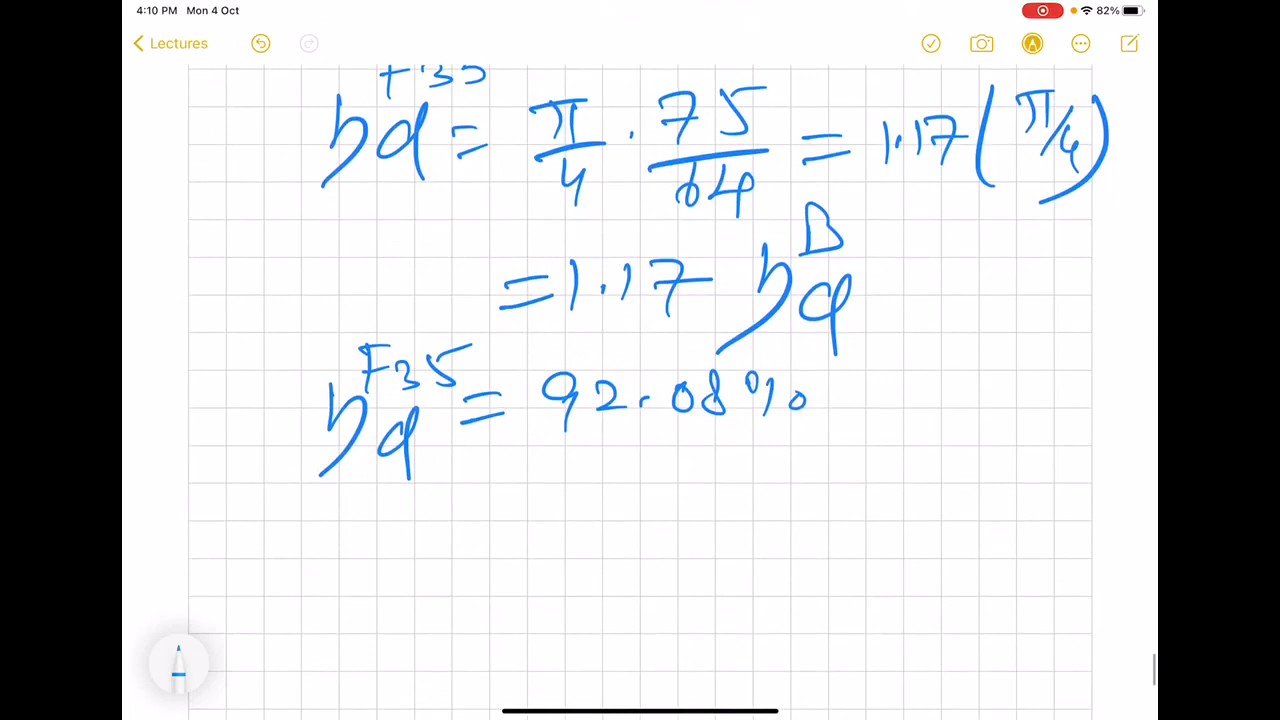 4:10 PM Mon 4 Oct 82%
Lectures
F35
ηd = π/4 · 75/64 = 1.17 (π/4)
= 1.17 ηd^B
ηd^F35 = 92.08%